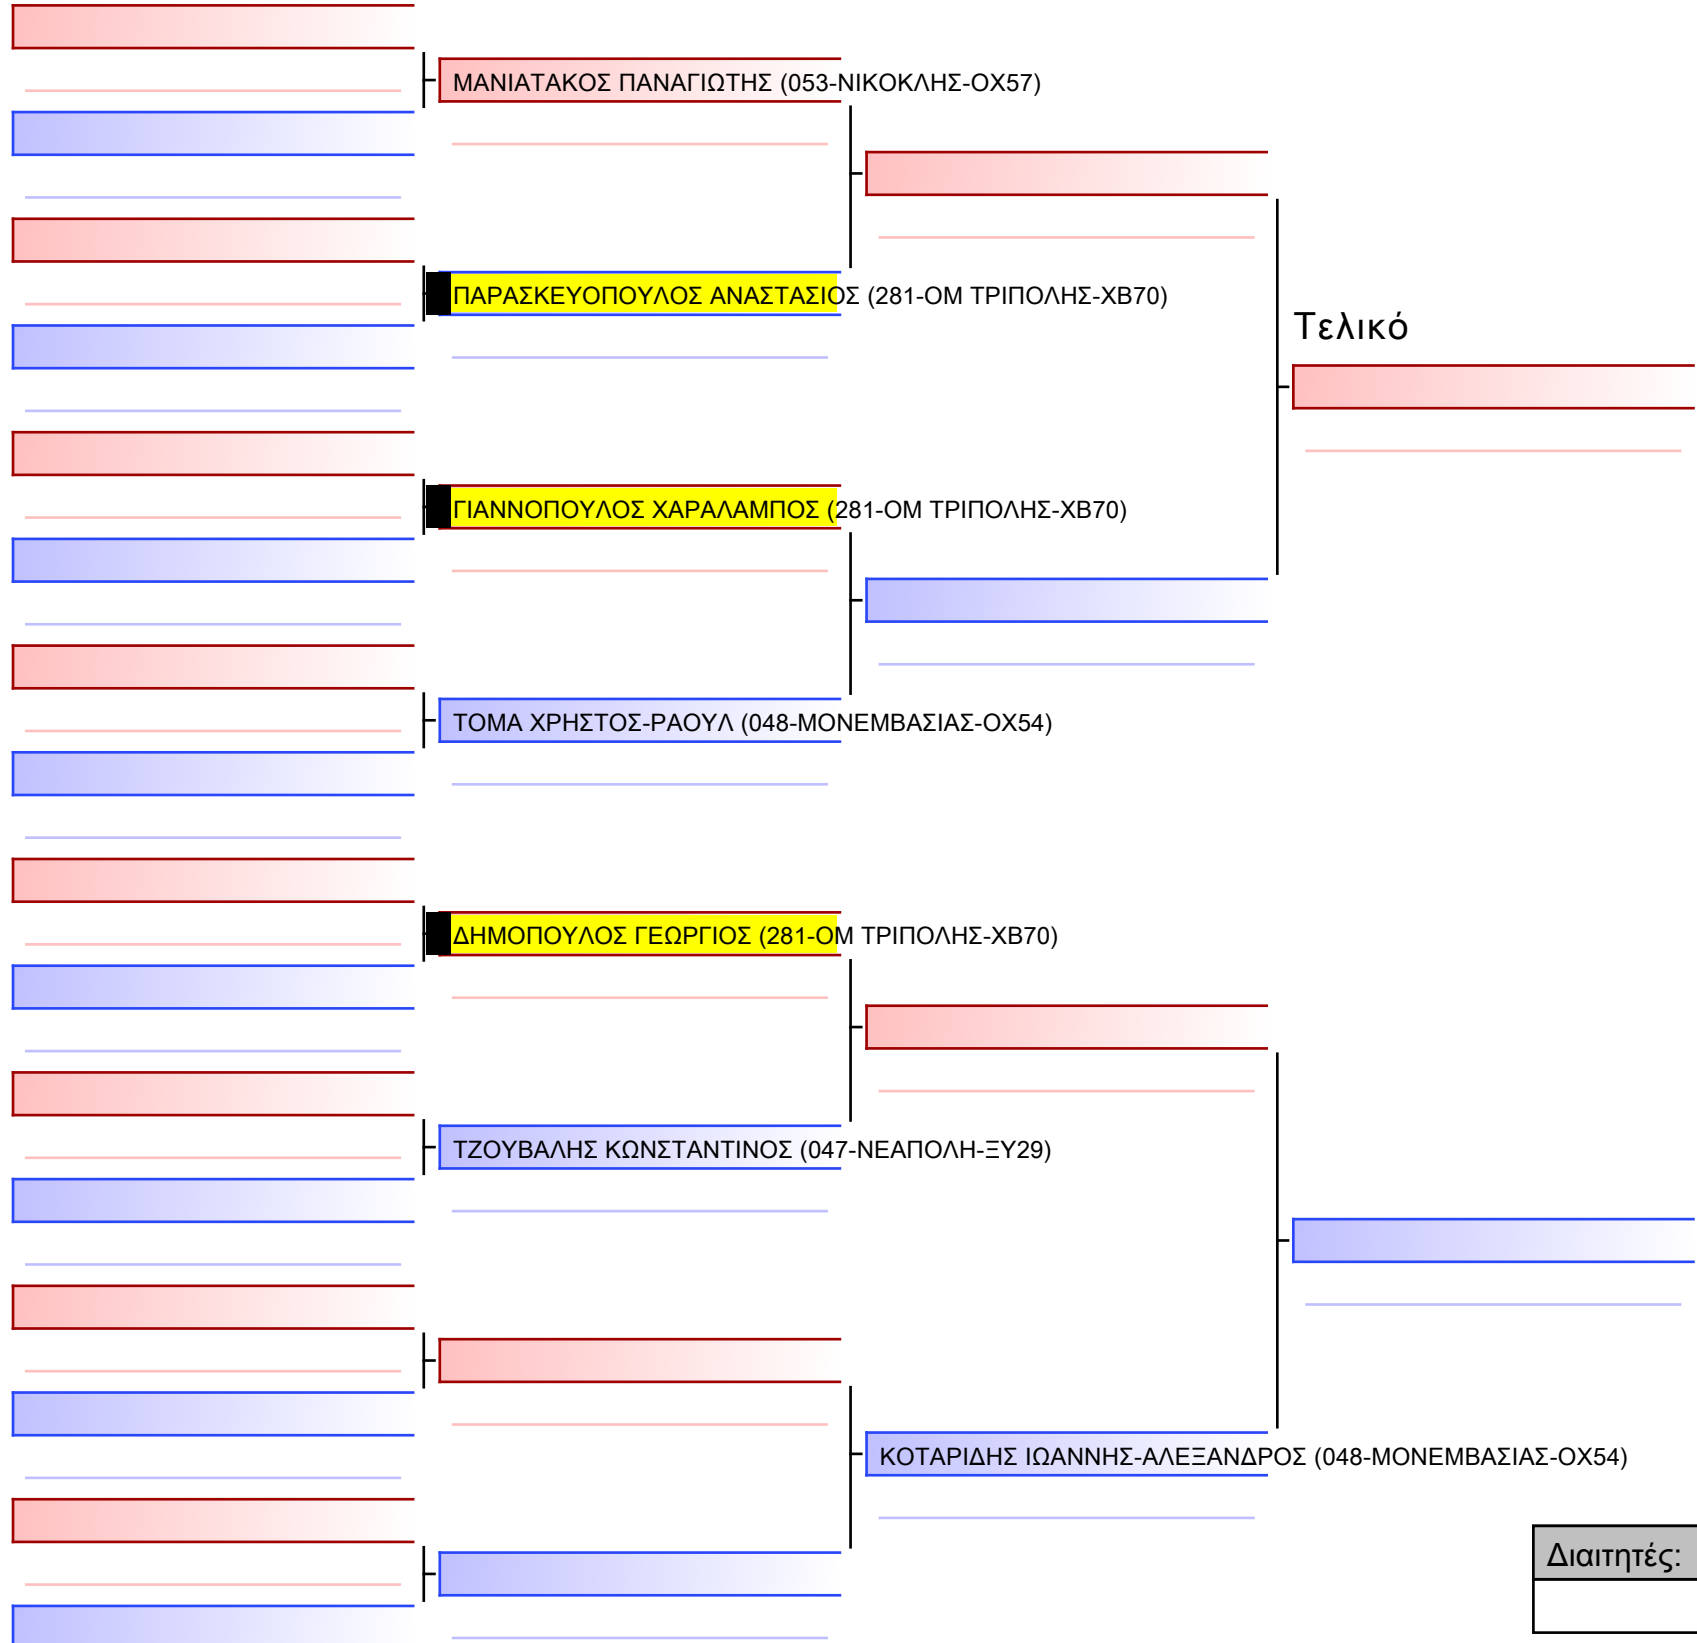 ΜΑΝΙΑΤΑΚΟΣ ΠΑΝΑΓΙΩΤΗΣ (053-ΝΙΚΟΚΛΗΣ-ΟΧ57)
ΠΑΡΑΣΚΕΥΟΠΟΥΛΟΣ ΑΝΑΣΤΑΣΙΟΣ (281-ΟΜ ΤΡΙΠΟΛΗΣ-ΧΒ70)
Τελικό
ΓΙΑΝΝΟΠΟΥΛΟΣ ΧΑΡΑΛΑΜΠΟΣ (281-ΟΜ ΤΡΙΠΟΛΗΣ-ΧΒ70)
ΤΟΜΑ ΧΡΗΣΤΟΣ-ΡΑΟΥΛ (048-ΜΟΝΕΜΒΑΣΙΑΣ-ΟΧ54)
ΔΗΜΟΠΟΥΛΟΣ ΓΕΩΡΓΙΟΣ (281-ΟΜ ΤΡΙΠΟΛΗΣ-ΧΒ70)
ΤΖΟΥΒΑΛΗΣ ΚΩΝΣΤΑΝΤΙΝΟΣ (047-ΝΕΑΠΟΛΗ-ΞΥ29)
ΚΟΤΑΡΙΔΗΣ ΙΩΑΝΝΗΣ-ΑΛΕΞΑΝΔΡΟΣ (048-ΜΟΝΕΜΒΑΣΙΑΣ-ΟΧ54)
Διαιτητές: